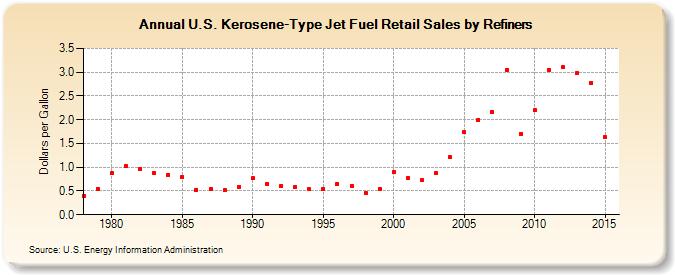 Annual U.S. Kerosene-Type Jet Fuel Retail Sales by Refiners
Dollars per Gallon
3.5
3.0
2.5
2.0
1.5
1.0
0.5
0.0
1980 1985 1990 1995 2000 2005 2010 2015
Source: U.S. Energy Information Administration